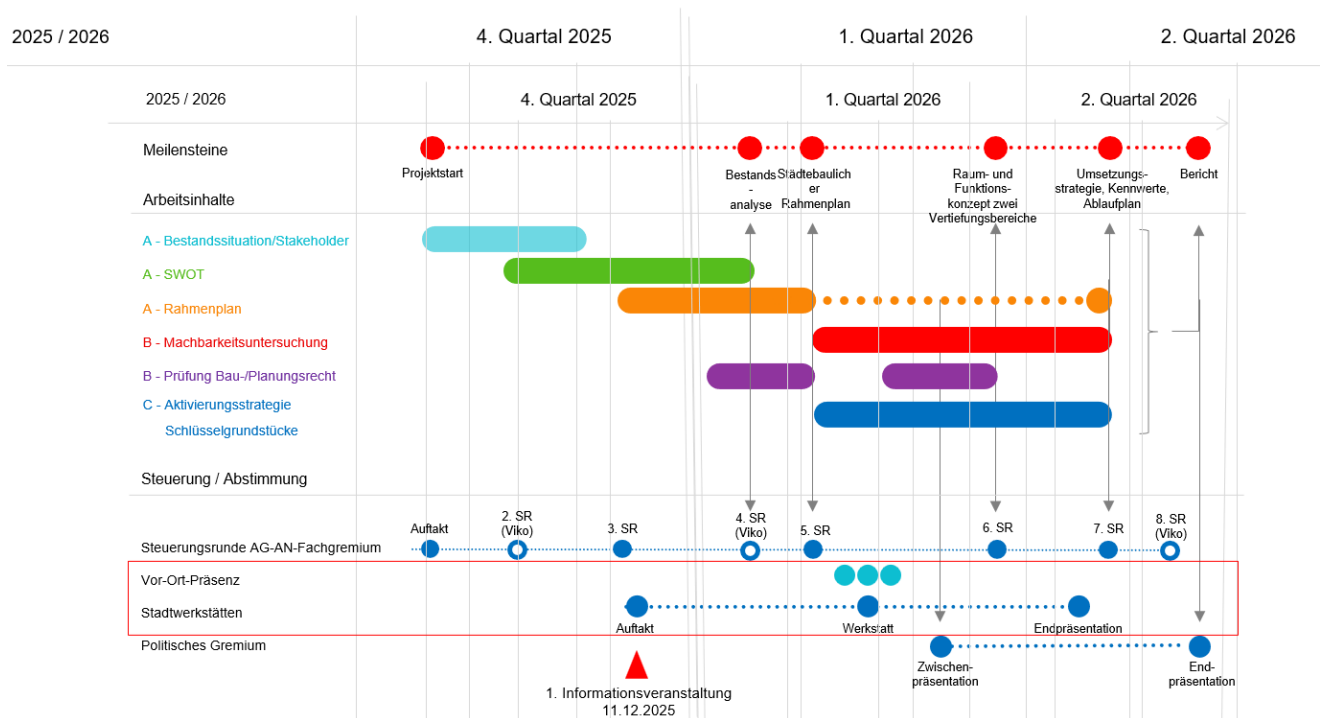 2025 / 2026 4. Quartal 2025 1. Quartal 2026 2. Quartal 2026
2025 / 2026 4. Quartal 2025 1. Quartal 2026 2. Quartal 2026
Meilensteine
Projektstart
Bestands
-
analyse
Städtebaulich
er
Rahmenplan
Raum- und
Funktions-
konzept zwei
Vertiefungsbereiche
Umsetzungs-
strategie, Kennwerte,
Ablaufplan
Bericht
Arbeitsinhalte
A - Bestandssituation/Stakeholder
A - SWOT
A - Rahmenplan
B - Machbarkeitsuntersuchung
B - Prüfung Bau-/Planungsrecht
C - Aktivierungsstrategie
Schlüsselgrundstücke
Steuerung / Abstimmung
Steuerungsrunde AG-AN-Fachgremium
Auftakt
2. SR
(Viko)
3. SR
4. SR
(Viko)
5. SR
6. SR
7. SR
8. SR
(Viko)
Vor-Ort-Präsenz
Stadtwerkstätten
Auftakt
Werkstatt
Endpräsentation
Politisches Gremium
Zwischen-
präsentation
End-
präsentation
1. Informationsveranstaltung
11.12.2025